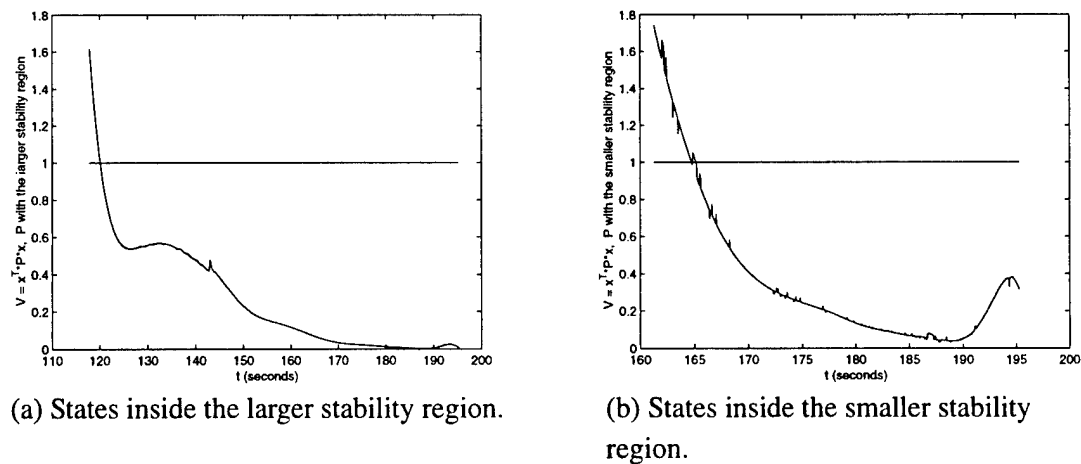 1.8
1.6
1.4
1.2
1
0.8
0.6
0.4
0.2
0
V = x^T*P*x, P with the larger stability region
110 120 130 140 150 160 170 180 190 200
t (seconds)
(a) States inside the larger stability region.
1.8
1.6
1.4
1.2
1
0.8
0.6
0.4
0.2
0
V = x^T*P*x, P with the smaller stability region
160 165 170 175 180 185 190 195 200
t (seconds)
(b) States inside the smaller stability
region.